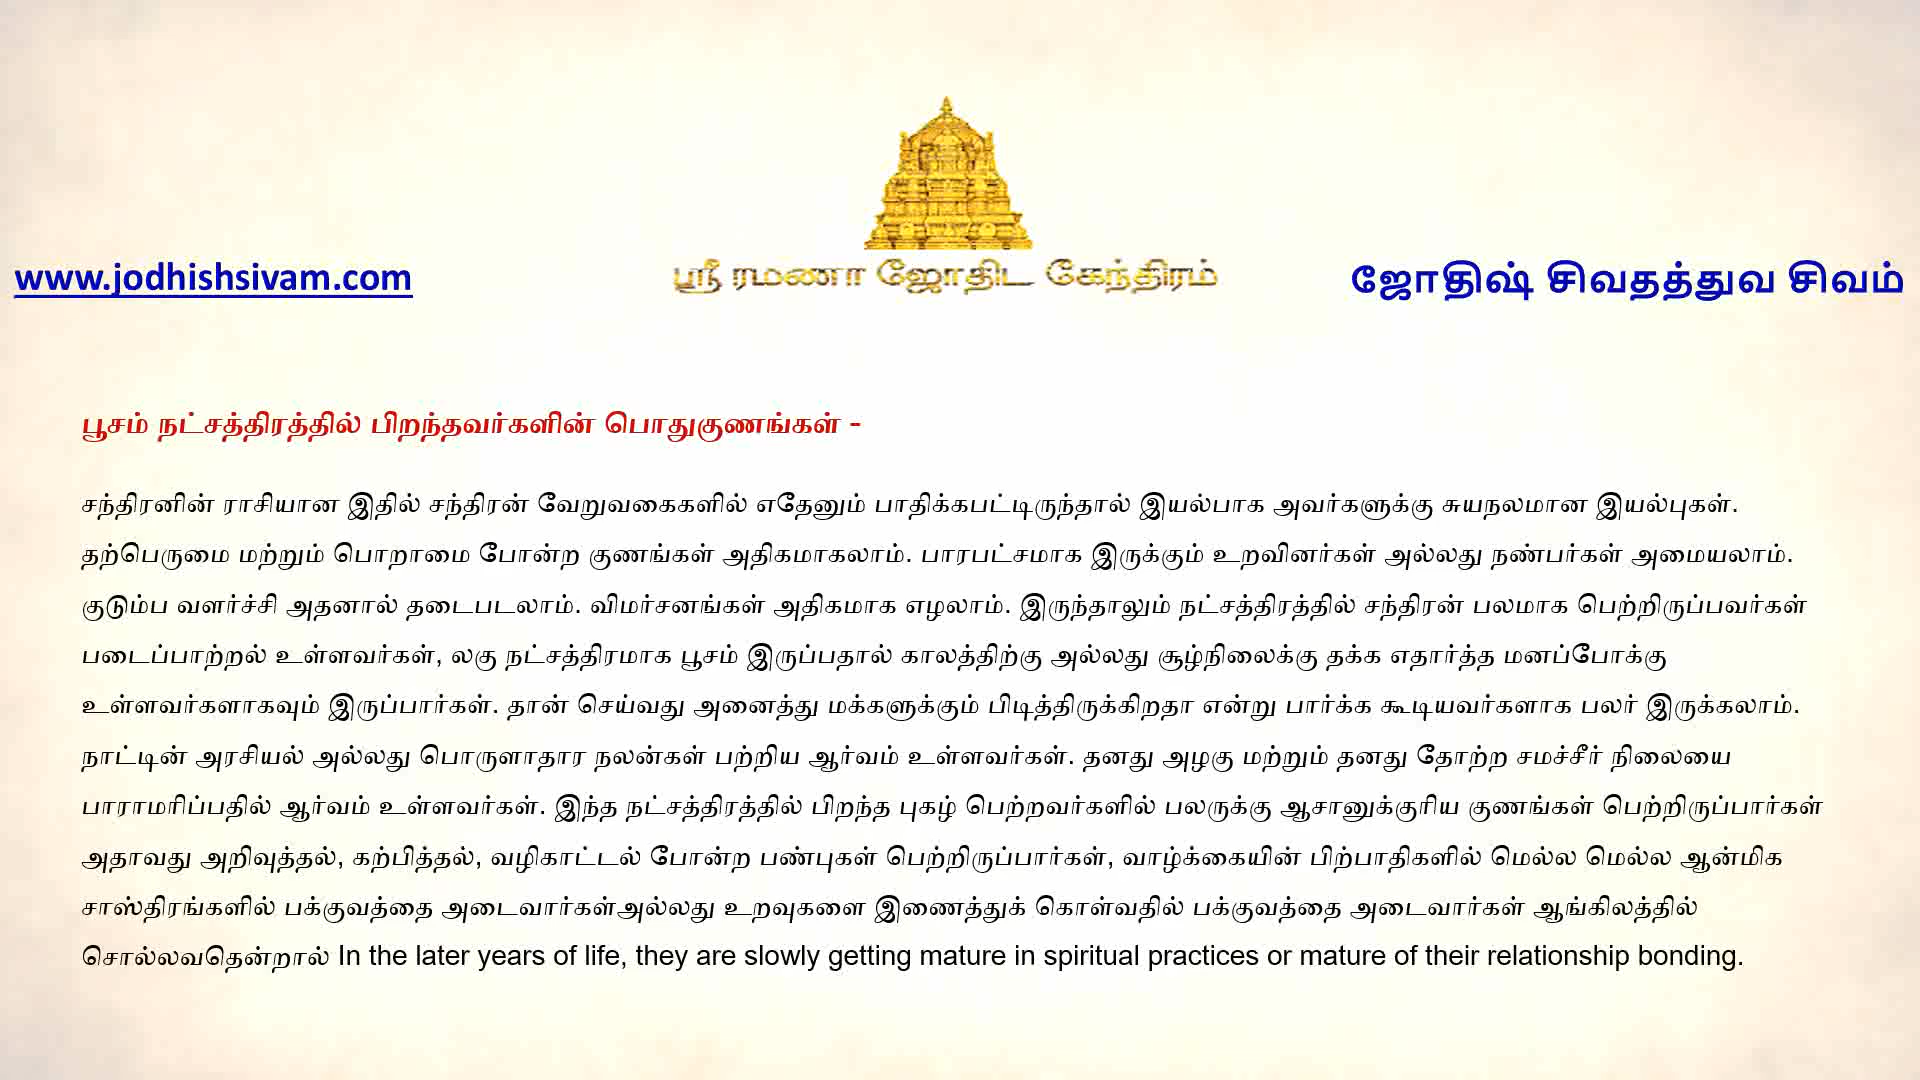 www.jodhishsivam.com
ஸ்ரீ ரமணா ஜோதிட கேந்திரம்
ஜோதிஷ் சிவதத்துவ சிவம்
பூசம் நட்சத்திரத்தில் பிறந்தவர்களின் பொதுகுணங்கள் -
சந்திரனின் ராசியான இதில் சந்திரன் வேறுவகைகளில் எதேனும் பாதிக்கபட்டிருந்தால் இயல்பாக அவர்களுக்கு சுயநலமான இயல்புகள்.
தற்பெருமை மற்றும் பொறாமை போன்ற குணங்கள் அதிகமாகலாம். பாரபட்சமாக இருக்கும் உறவினர்கள் அல்லது நண்பர்கள் அமையலாம்.
குடும்ப வளர்ச்சி அதனால் தடைபடலாம். விமர்சனங்கள் அதிகமாக எழலாம். இருந்தாலும் நட்சத்திரத்தில் சந்திரன் பலமாக பெற்றிருப்பவர்கள்
படைப்பாற்றல் உள்ளவர்கள், லகு நட்சத்திரமாக பூசம் இருப்பதால் காலத்திற்கு அல்லது சூழ்நிலைக்கு தக்க எதார்த்த மனப்போக்கு
உள்ளவர்களாகவும் இருப்பார்கள். தான் செய்வது அனைத்து மக்களுக்கும் பிடித்திருக்கிறதா என்று பார்க்க கூடியவர்களாக பலர் இருக்கலாம்.
நாட்டின் அரசியல் அல்லது பொருளாதார நலன்கள் பற்றிய ஆர்வம் உள்ளவர்கள். தனது அழகு மற்றும் தனது தோற்ற சமச்சீர் நிலையை
பாராமரிப்பதில் ஆர்வம் உள்ளவர்கள். இந்த நட்சத்திரத்தில் பிறந்த புகழ் பெற்றவர்களில் பலருக்கு ஆசானுக்குரிய குணங்கள் பெற்றிருப்பார்கள்
அதாவது அறிவுத்தல், கற்பித்தல், வழிகாட்டல் போன்ற பண்புகள் பெற்றிருப்பார்கள், வாழ்க்கையின் பிற்பாதிகளில் மெல்ல மெல்ல ஆன்மிக
சாஸ்திரங்களில் பக்குவத்தை அடைவார்கள்அல்லது உறவுகளை இணைத்துக் கொள்வதில் பக்குவத்தை அடைவார்கள் ஆங்கிலத்தில்
சொல்லவதென்றால் In the later years of life, they are slowly getting mature in spiritual practices or mature of their relationship bonding.